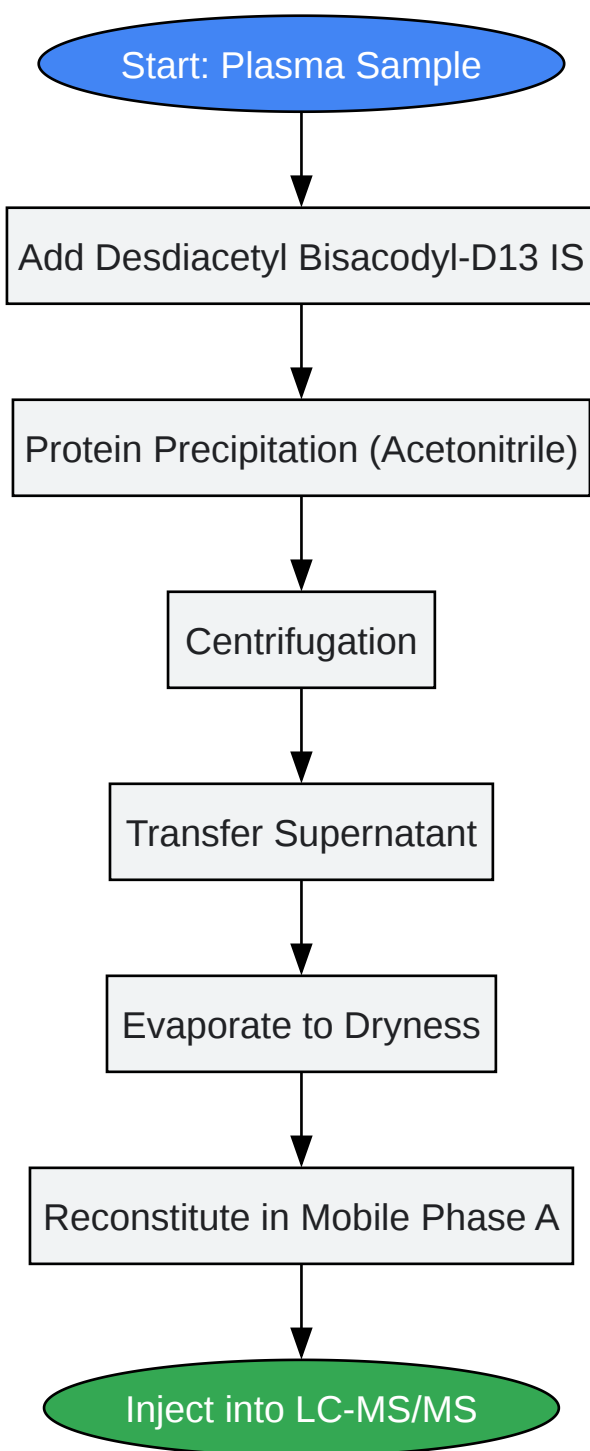 Start: Plasma Sample
Add Desdiacetyl Bisacodyl-D13 IS
Protein Precipitation (Acetonitrile)
Centrifugation
Transfer Supernatant
Evaporate to Dryness
Reconstitute in Mobile Phase A
Inject into LC-MS/MS